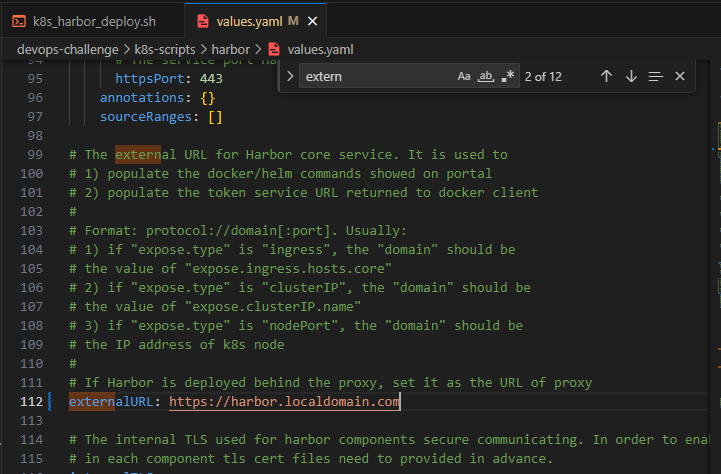 k8s_harbor_deploy.sh
values.yaml M
devops-challenge > k8s-scripts > harbor > values.yaml
extern
Aa ab 2 of 12
95 httpsPort: 443
96 annotations: {}
97 sourceRanges: []
98
99 # The external URL for Harbor core service. It is used to
100 # 1) populate the docker/helm commands showed on portal
101 # 2) populate the token service URL returned to docker client
102 #
103 # Format: protocol://domain[:port]. Usually:
104 # 1) if "expose.type" is "ingress", the "domain" should be
105 # the value of "expose.ingress.hosts.core"
106 # 2) if "expose.type" is "clusterIP", the "domain" should be
107 # the value of "expose.clusterIP.name"
108 # 3) if "expose.type" is "nodePort", the "domain" should be
109 # the IP address of k8s node
110 #
111 # If Harbor is deployed behind the proxy, set it as the URL of proxy
112 externalURL: https://harbor.localdomain.com
113
114 # The internal TLS used for harbor components secure communicating. In order to
115 # in each component tls cert files need to provided in advance.